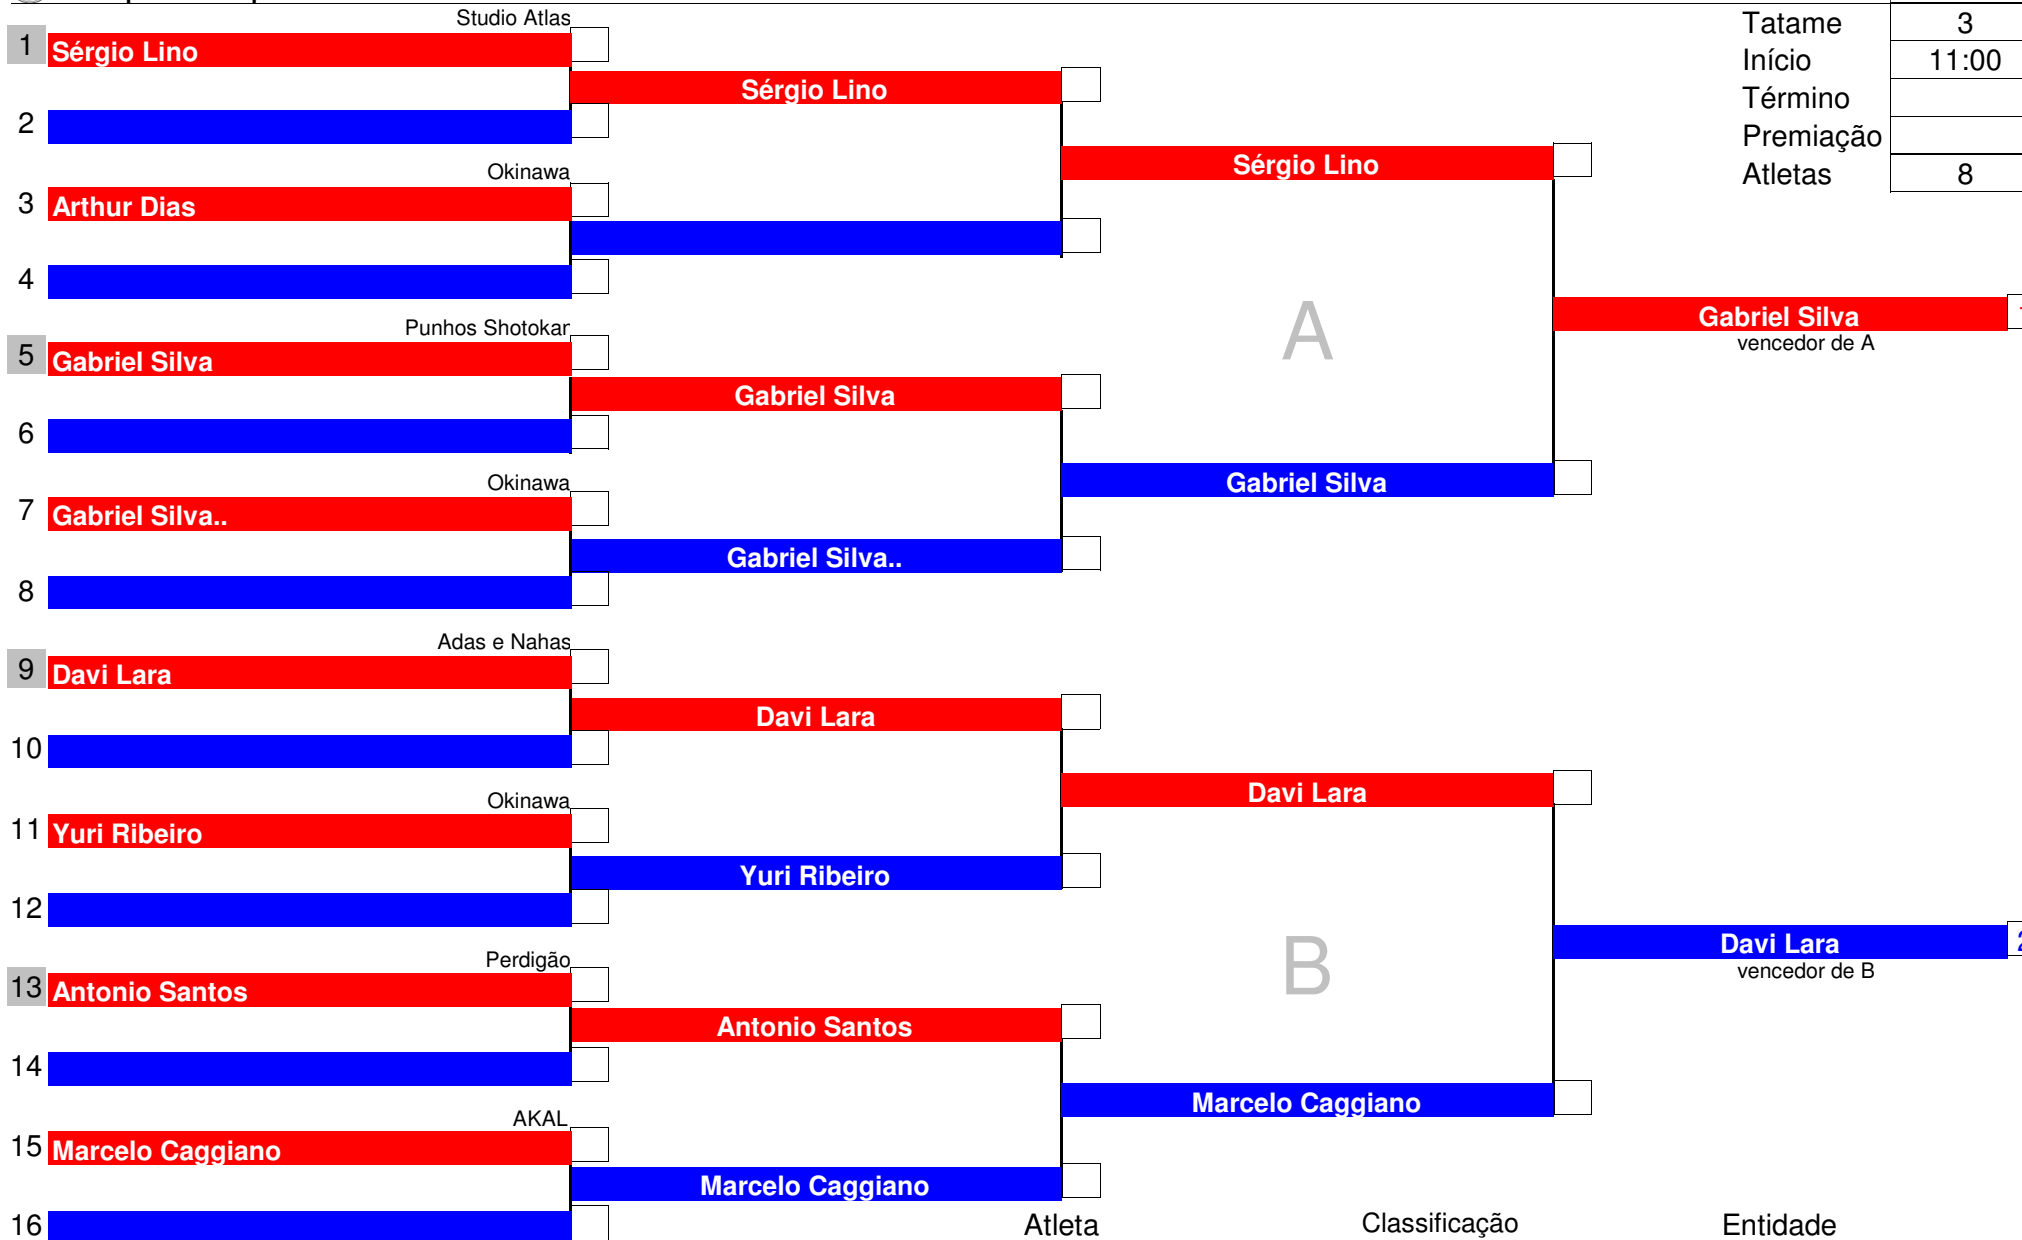 Studio Atlas
Tatame 3
1 Sérgio Lino
Início 11:00
Sérgio Lino
Término
2
Premiação
Sérgio Lino
Okinawa
Atletas 8
3 Arthur Dias
4
Punhos Shotokan
A
Gabriel Silva
vencedor de A
5 Gabriel Silva
Gabriel Silva
6
Okinawa
Gabriel Silva
7 Gabriel Silva..
Gabriel Silva..
8
Adas e Nahas
9 Davi Lara
Davi Lara
10
Davi Lara
Okinawa
11 Yuri Ribeiro
Yuri Ribeiro
12
Davi Lara
Perdigão
B
vencedor de B
13 Antonio Santos
Antonio Santos
14
Marcelo Caggiano
AKAL
15 Marcelo Caggiano
Marcelo Caggiano
16
Atleta Classificação Entidade